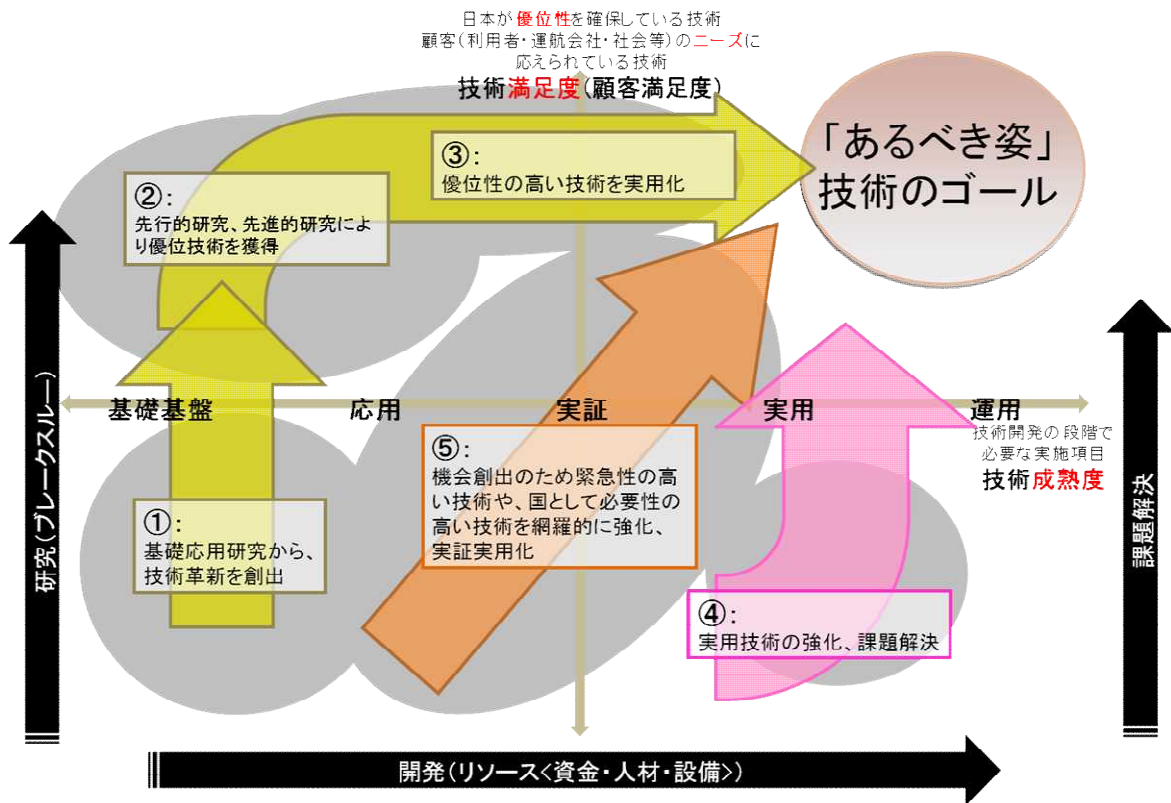 日本が優位性を確保している技術
顧客(利用者・運航会社・社会等)のニーズに
応えられている技術
技術満足度(顧客満足度)
「あるべき姿」
技術のゴール
③:
優位性の高い技術を実用化
②:
先行的研究、先進的研究によ
り優位技術を獲得
基礎基盤
応用
実証
実用
運用
技術開発の段階で
必要な実施項目
技術成熟度
⑤:
機会創出のため緊急性の高
い技術や、国として必要性の
高い技術を網羅的に強化、
実証実用化
①:
基礎応用研究から、
技術革新を創出
④:
実用技術の強化、課題解決
研究(ブレークスルー)
課題解決
開発(リソース<資金・人材・設備>)